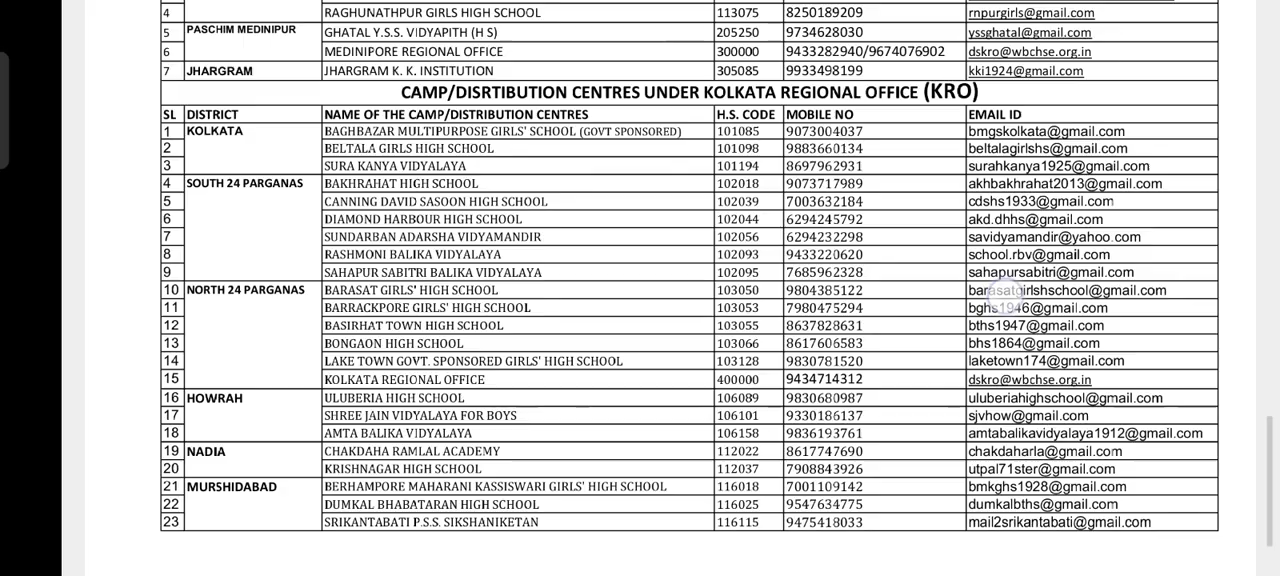 4 RAGHUNATHPUR GIRLS HIGH SCHOOL 113075 8250189209 rnpurgirls@gmail.com
5 PASCHIM MEDINIPUR GHATAL Y.S.S. VIDYAPITH (H S) 205250 9734628030 yssghatal@gmail.com
6 MEDINIPORE REGIONAL OFFICE 300000 9433282940/9674076902 dskro@wbchse.org.in
7 JHARGRAM JHARGRAM K. K. INSTITUTION 305085 9933498199 kki1924@gmail.com
CAMP/DISRTIBUTION CENTRES UNDER KOLKATA REGIONAL OFFICE (KRO)
SL DISTRICT NAME OF THE CAMP/DISTRIBUTION CENTRES H.S. CODE MOBILE NO EMAIL ID
1 KOLKATA BAGHBAZAR MULTIPURPOSE GIRLS' SCHOOL (GOVT SPONSORED) 101085 9073004037 bmgskolkata@gmail.com
2 BELTALA GIRLS HIGH SCHOOL 101098 9883660134 beltalagirlshs@gmail.com
3 SURA KANYA VIDYALAYA 101194 8697962931 surahkanya1925@gmail.com
4 SOUTH 24 PARGANAS BAKHRAHAT HIGH SCHOOL 102018 9073717989 akhbakhrahat2013@gmail.com
5 CANNING DAVID SASOON HIGH SCHOOL 102039 7003632184 cdshs1933@gmail.com
6 DIAMOND HARBOUR HIGH SCHOOL 102044 6294245792 akd.dhhs@gmail.com
7 SUNDARBAN ADARSHA VIDYAMANDIR 102056 6294232298 savidyamandir@yahoo.com
8 RASHMONI BALIKA VIDYALAYA 102093 9433220620 school.rbv@gmail.com
9 SAHAPUR SABITRI BALIKA VIDYALAYA 102095 7685962328 sahapursabitri@gmail.com
10 NORTH 24 PARGANAS BARASAT GIRLS' HIGH SCHOOL 103050 9804385122 barasatgirlshschool@gmail.com
11 BARRACKPORE GIRLS' HIGH SCHOOL 103053 7980475294 bghs1946@gmail.com
12 BASIRHAT TOWN HIGH SCHOOL 103055 8637828631 bths1947@gmail.com
13 BONGAON HIGH SCHOOL 103066 8617606583 bhs1864@gmail.com
14 LAKE TOWN GOVT. SPONSORED GIRLS' HIGH SCHOOL 103128 9830781520 laketown174@gmail.com
15 KOLKATA REGIONAL OFFICE 400000 9434714312 dskro@wbchse.org.in
16 HOWRAH ULUBERIA HIGH SCHOOL 106089 9830680987 uluberiahighschool@gmail.com
17 SHREE JAIN VIDYALAYA FOR BOYS 106101 9330186137 sjvhow@gmail.com
18 AMTA BALIKA VIDYALAYA 106158 9836193761 amtabalikavidyalaya1912@gmail.com
19 NADIA CHAKDAHA RAMLAL ACADEMY 112022 8617747690 chakdaharla@gmail.com
20 KRISHNAGAR HIGH SCHOOL 112037 7908843926 utpal71ster@gmail.com
21 MURSHIDABAD BERHAMPORE MAHARANI KASSISWARI GIRLS' HIGH SCHOOL 116018 7001109142 bmkghs1928@gmail.com
22 DUMKAL BHABATARAN HIGH SCHOOL 116025 9547634775 dumkalbths@gmail.com
23 SRIKANTABATI P.S.S. SIKSHANIKETAN 116115 9475418033 mail2srikantabati@gmail.com